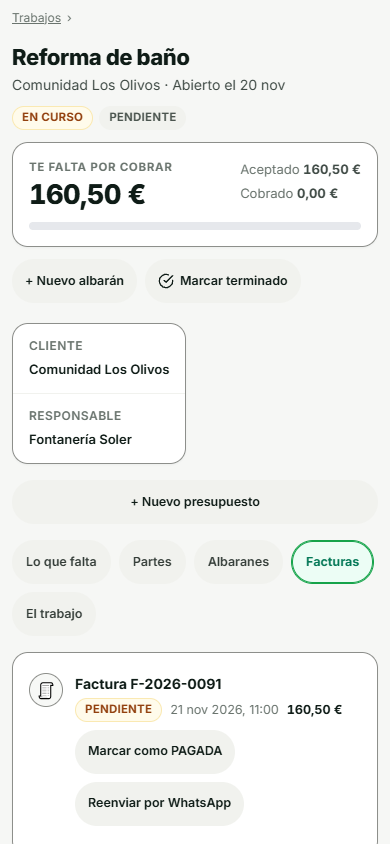 Trabajos ›
Reforma de baño
Comunidad Los Olivos · Abierto el 20 nov
EN CURSO PENDIENTE
TE FALTA POR COBRAR
160,50 €
Aceptado 160,50 €
Cobrado 0,00 €
+ Nuevo albarán Marcar terminado
CLIENTE
Comunidad Los Olivos
RESPONSABLE
Fontanería Soler
+ Nuevo presupuesto
Lo que falta Partes Albaranes Facturas
El trabajo
Factura F-2026-0091
PENDIENTE 21 nov 2026, 11:00 160,50 €
Marcar como PAGADA
Reenviar por WhatsApp